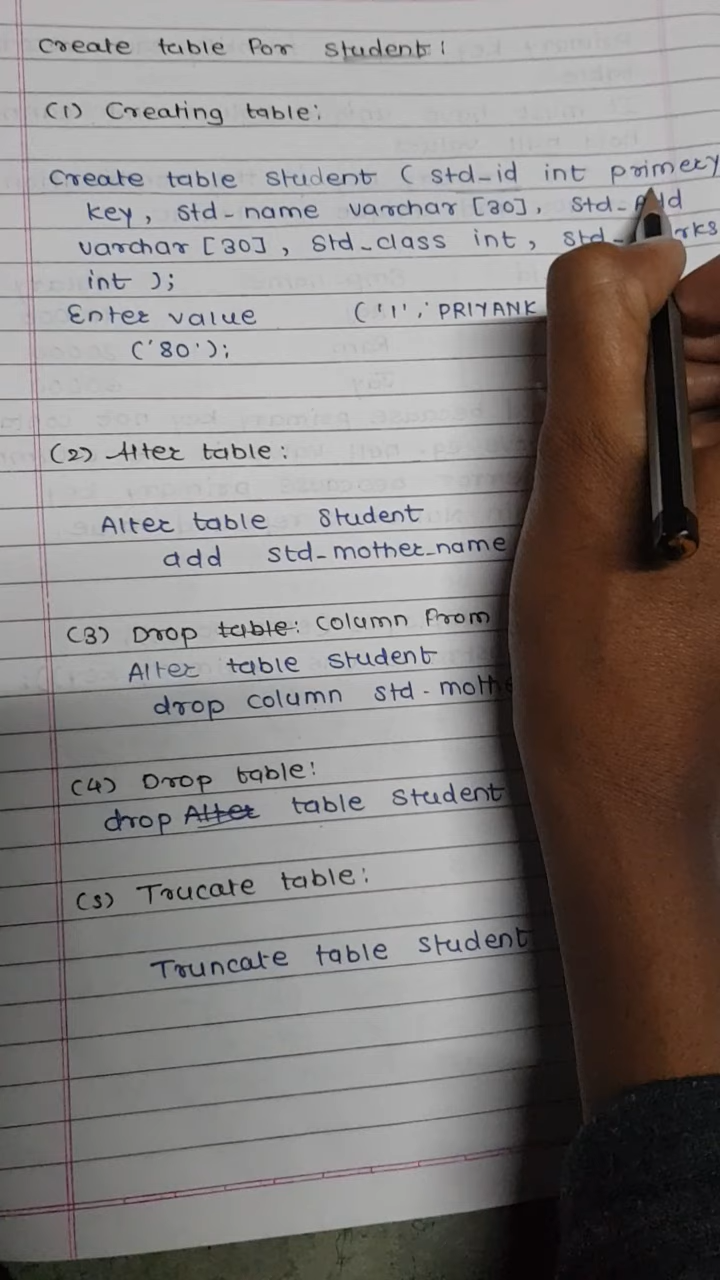 Create table for student:
(1) Creating table:
Create table student ( std-id int primery
key, std-name varchar [30], std-Add
varchar [30], std-class int, std-
int );
Enter value ('1', 'PRIYANK
('80');
(2) Alter table:
Alter table student
add std-mother-name
(3) Drop table: column from
Alter table student
drop column std-moth
(4) Drop table:
drop Alter table student
(5) Trucate table:
Truncate table student